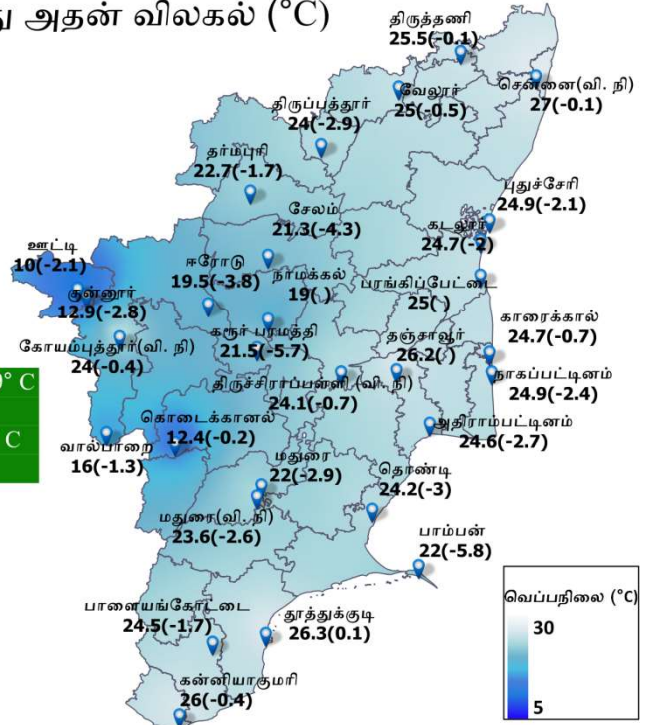 து அதன் விலகல் (°C)
திருத்தணி
25.5(-0.1)
வேலூர்
25(-0.5)
சென்னை(வி. நி)
27(-0.1)
திருப்பத்தூர்
24(-2.9)
தர்மபுரி
22.7(-1.7)
புதுச்சேரி
24.9(-2.1)
சேலம்
21.3(-4.3)
கடலூர்
24.7(-2)
ஊட்டி
10(-2.1)
ஈரோடு
19.5(-3.8)
நாமக்கல்
19( )
பரங்கிப்பேட்டை
25( )
குன்னூர்
12.9(-2.8)
காரைக்கால்
24.7(-0.7)
கரூர் பரமத்தி
21.5(-5.7)
தஞ்சாவூர்
26.2( )
கோயம்புத்தூர்(வி. நி)
24(-0.4)
திருச்சிராப்பள்ளி (வி. நி)
24.1(-0.7)
நாகப்பட்டினம்
24.9(-2.4)
° C
C
கொடைக்கானல்
12.4(-0.2)
அதிராம்பட்டினம்
24.6(-2.7)
வால்பாறை
16(-1.3)
மதுரை
22(-2.9)
தொண்டி
24.2(-3)
மதுரை(வி. நி)
23.6(-2.6)
பாம்பன்
22(-5.8)
பாளையங்கோட்டை
24.5(-1.7)
தூத்துக்குடி
26.3(0.1)
கன்னியாகுமரி
26(-0.4)
வெப்பநிலை (°C)
30
5